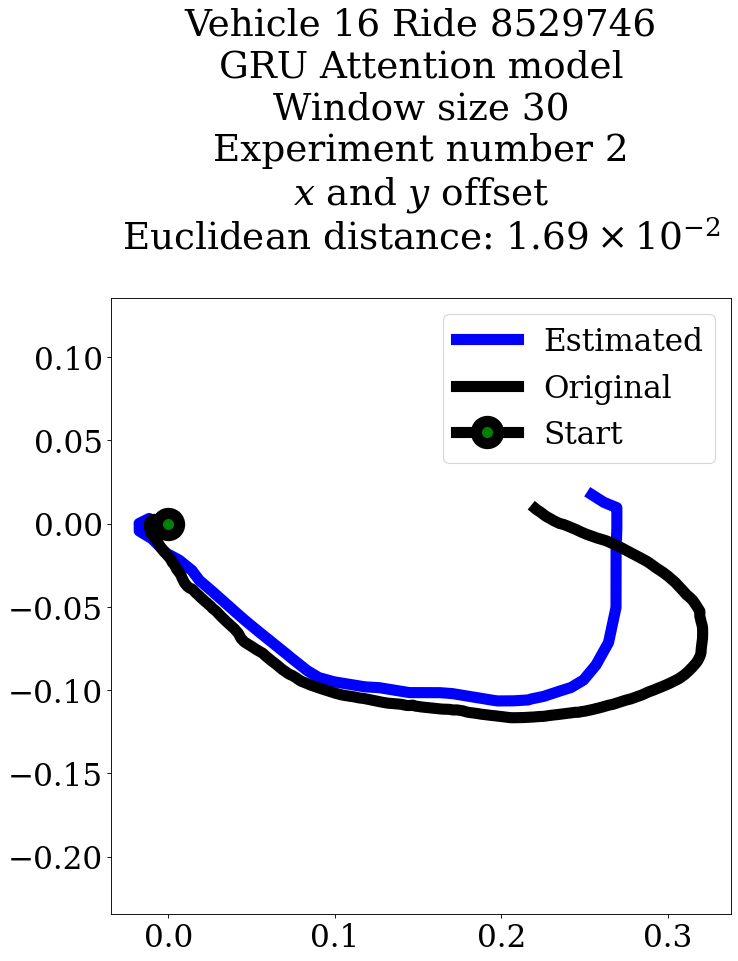 Vehicle 16 Ride 8529746
GRU Attention model
Window size 30
Experiment number 2
x and y offset
Euclidean distance: 1.69 × 10⁻²
Estimated
Original
Start
0.10
0.05
0.00
−0.05
−0.10
−0.15
−0.20
0.0 0.1 0.2 0.3